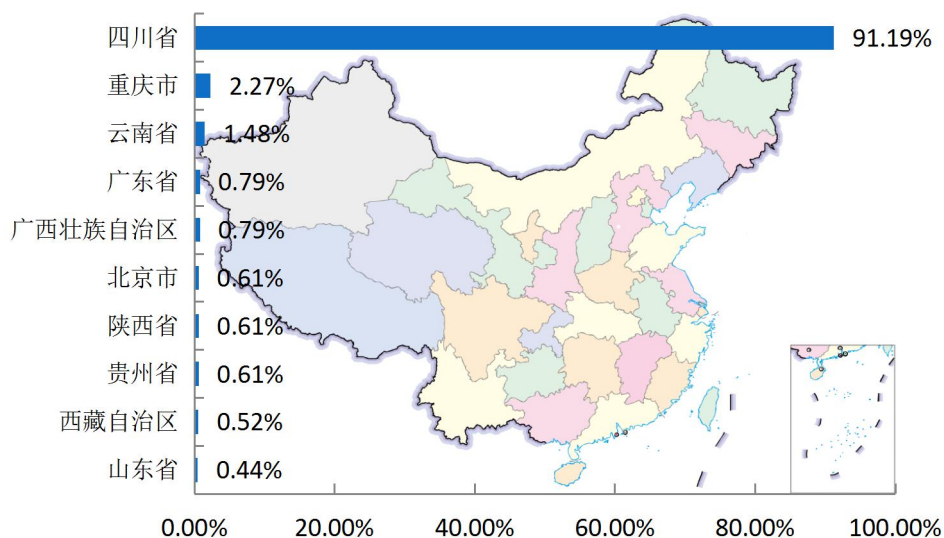 四川省 91.19%
重庆市 2.27%
云南省 1.48%
广东省 0.79%
广西壮族自治区 0.79%
北京市 0.61%
陕西省 0.61%
贵州省 0.61%
西藏自治区 0.52%
山东省 0.44%
0.00% 20.00% 40.00% 60.00% 80.00% 100.00%